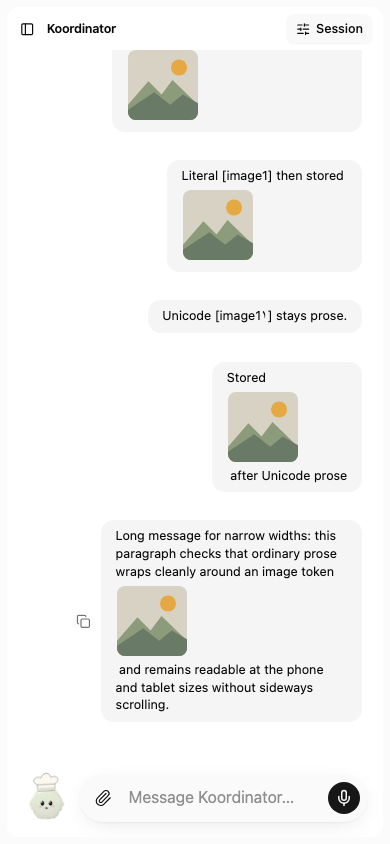 Koordinator
Session
Literal [image1] then stored
Unicode [image1١] stays prose.
Stored
after Unicode prose
Long message for narrow widths: this
paragraph checks that ordinary prose
wraps cleanly around an image token
and remains readable at the phone
and tablet sizes without sideways
scrolling.
Message Koordinator...